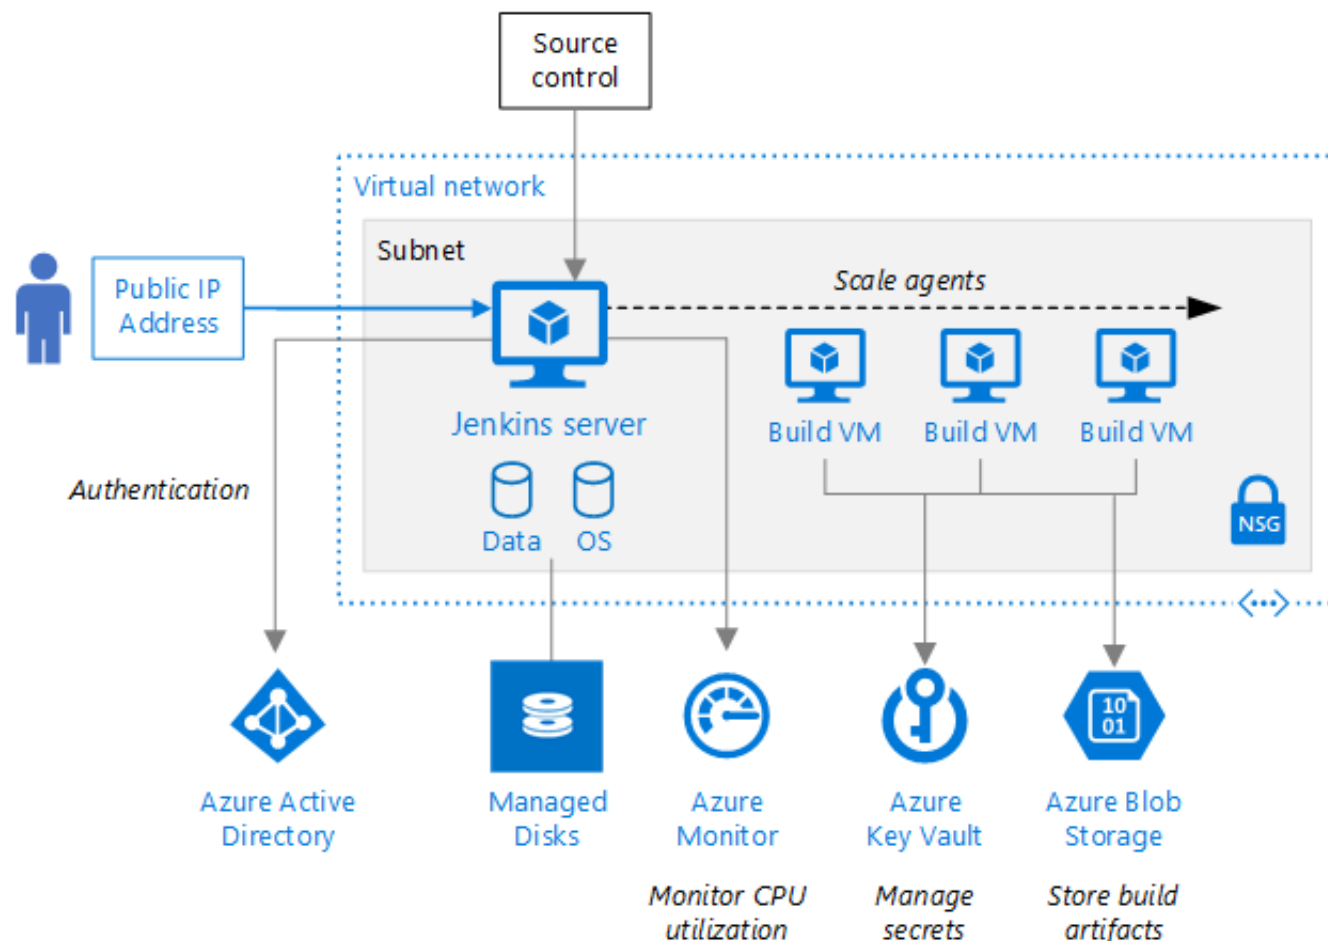 Source
control
Virtual network
Subnet
Public IP
Address
Scale agents
Jenkins server
Build VM
Build VM
Build VM
Authentication
Data
OS
NSG
Azure Active
Directory
Managed
Disks
Azure
Monitor
Azure
Key Vault
10
01
Azure Blob
Storage
Monitor CPU
utilization
Manage
secrets
Store build
artifacts